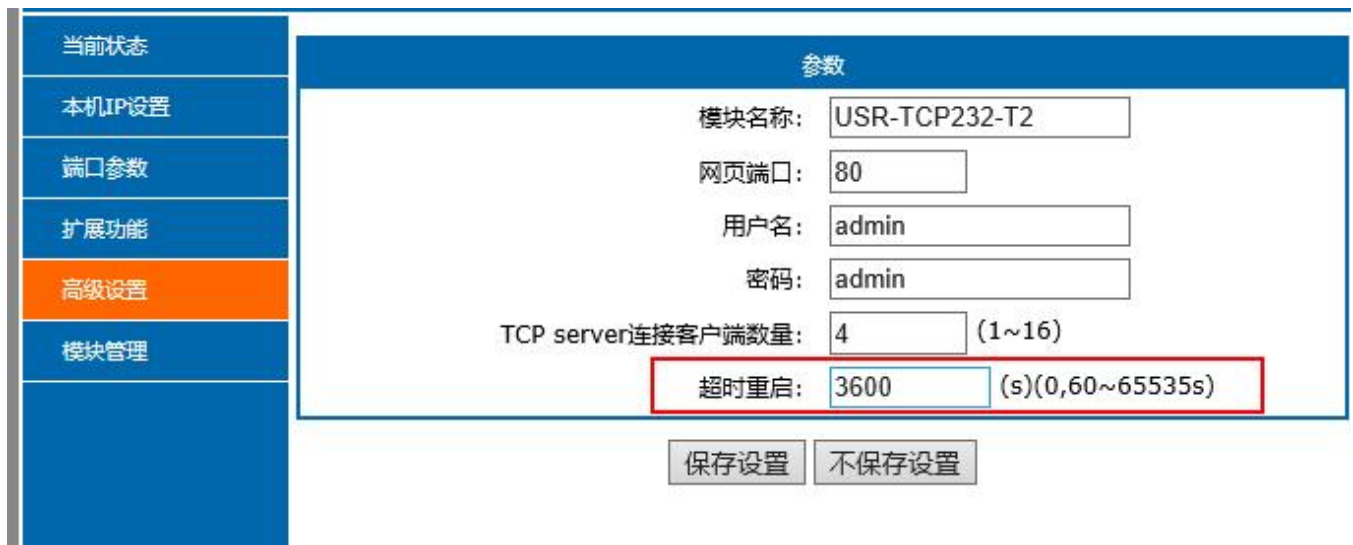 当前状态
本机IP设置
端口参数
扩展功能
高级设置
模块管理
参数
模块名称: USR-TCP232-T2
网页端口: 80
用户名: admin
密码: admin
TCP server连接客户端数量: 4 (1~16)
超时重启: 3600 (s)(0,60~65535s)
保存设置 不保存设置